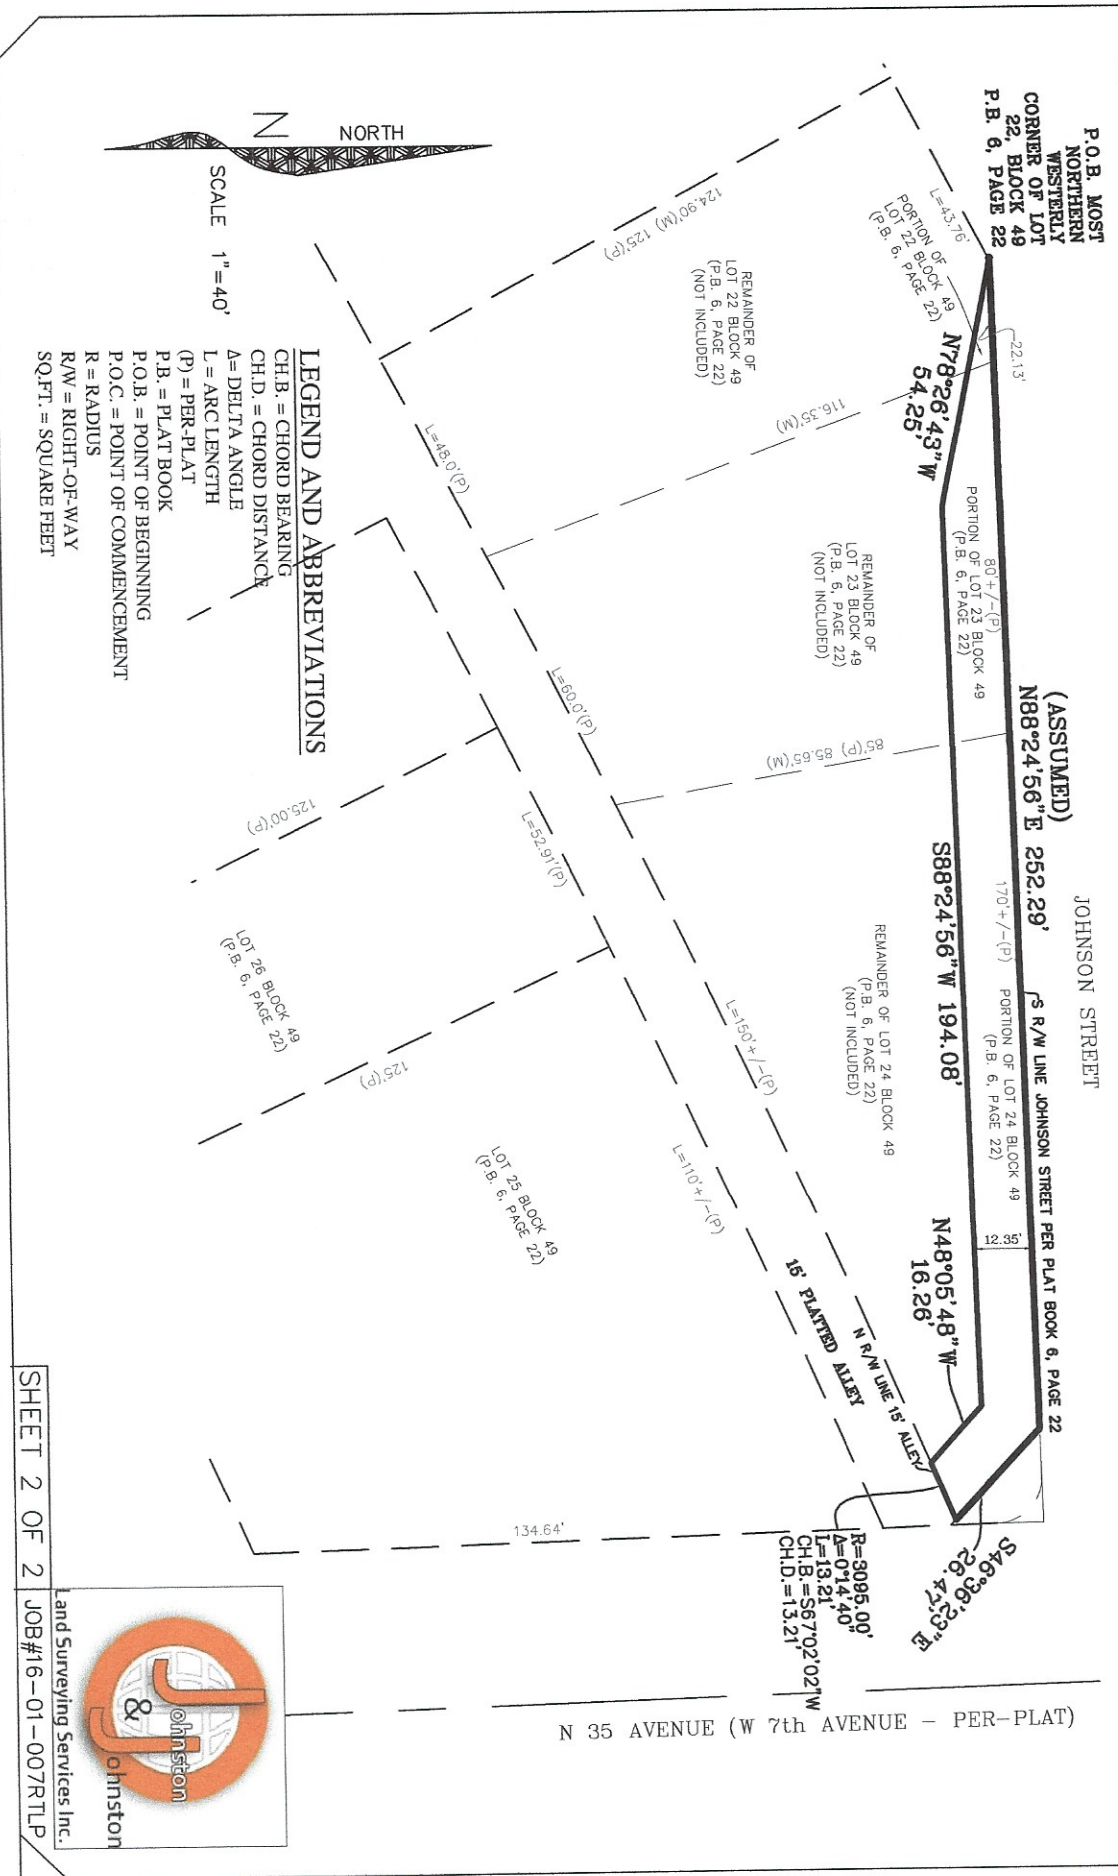 P.O.B. MOST
NORTHERN
WESTERLY
CORNER OF LOT
22, BLOCK 49
P.B. 6, PAGE 22
JOHNSON STREET
(ASSUMED)
N88°24'56"E 252.29'
S R/W LINE JOHNSON STREET PER PLAT BOOK 6, PAGE 22
L=43.76'
22.13'
80'+/-(P)
170'+/-(P)
12.35'
PORTION OF
LOT 22 BLOCK 49
(P.B. 6, PAGE 22)
PORTION OF LOT 23 BLOCK 49
(P.B. 6, PAGE 22)
PORTION OF LOT 24 BLOCK 49
(P.B. 6, PAGE 22)
N78°26'43"W
54.25'
S88°24'56"W 194.08'
N48°05'48"W
16.26'
S46°36'23"E
26.47'
124.90'(M) 125'(P)
REMAINDER OF
LOT 22 BLOCK 49
(P.B. 6, PAGE 22)
(NOT INCLUDED)
116.35'(M)
REMAINDER OF
LOT 23 BLOCK 49
(P.B. 6, PAGE 22)
(NOT INCLUDED)
85'(P) 85.65'(M)
REMAINDER OF LOT 24 BLOCK 49
(P.B. 6, PAGE 22)
(NOT INCLUDED)
N R/W LINE 15' ALLEY
15' PLATTED ALLEY
R=3095.00'
Δ=0°14'40"
L=13.21'
CH.B.=S67°02'02"W
CH.D.=13.21'
L=48.0'(P)
L=60.0'(P)
L=150'+/-(P)
L=52.91'(P)
L=110'+/-(P)
125.00'(P)
125'(P)
134.64'
LOT 26 BLOCK 49
(P.B. 6, PAGE 22)
LOT 25 BLOCK 49
(P.B. 6, PAGE 22)
N 35 AVENUE (W 7th AVENUE - PER-PLAT)
N
NORTH
SCALE 1"=40'
LEGEND AND ABBREVIATIONS
CH.B. = CHORD BEARING
CH.D. = CHORD DISTANCE
Δ= DELTA ANGLE
L = ARC LENGTH
(P) = PER-PLAT
P.B. = PLAT BOOK
P.O.B. = POINT OF BEGINNING
P.O.C. = POINT OF COMMENCEMENT
R = RADIUS
R/W = RIGHT-OF-WAY
SQ.FT. = SQUARE FEET
Johnston
&
Johnston
Land Surveying Services Inc.
SHEET 2 OF 2
JOB#16-01-007RTLP